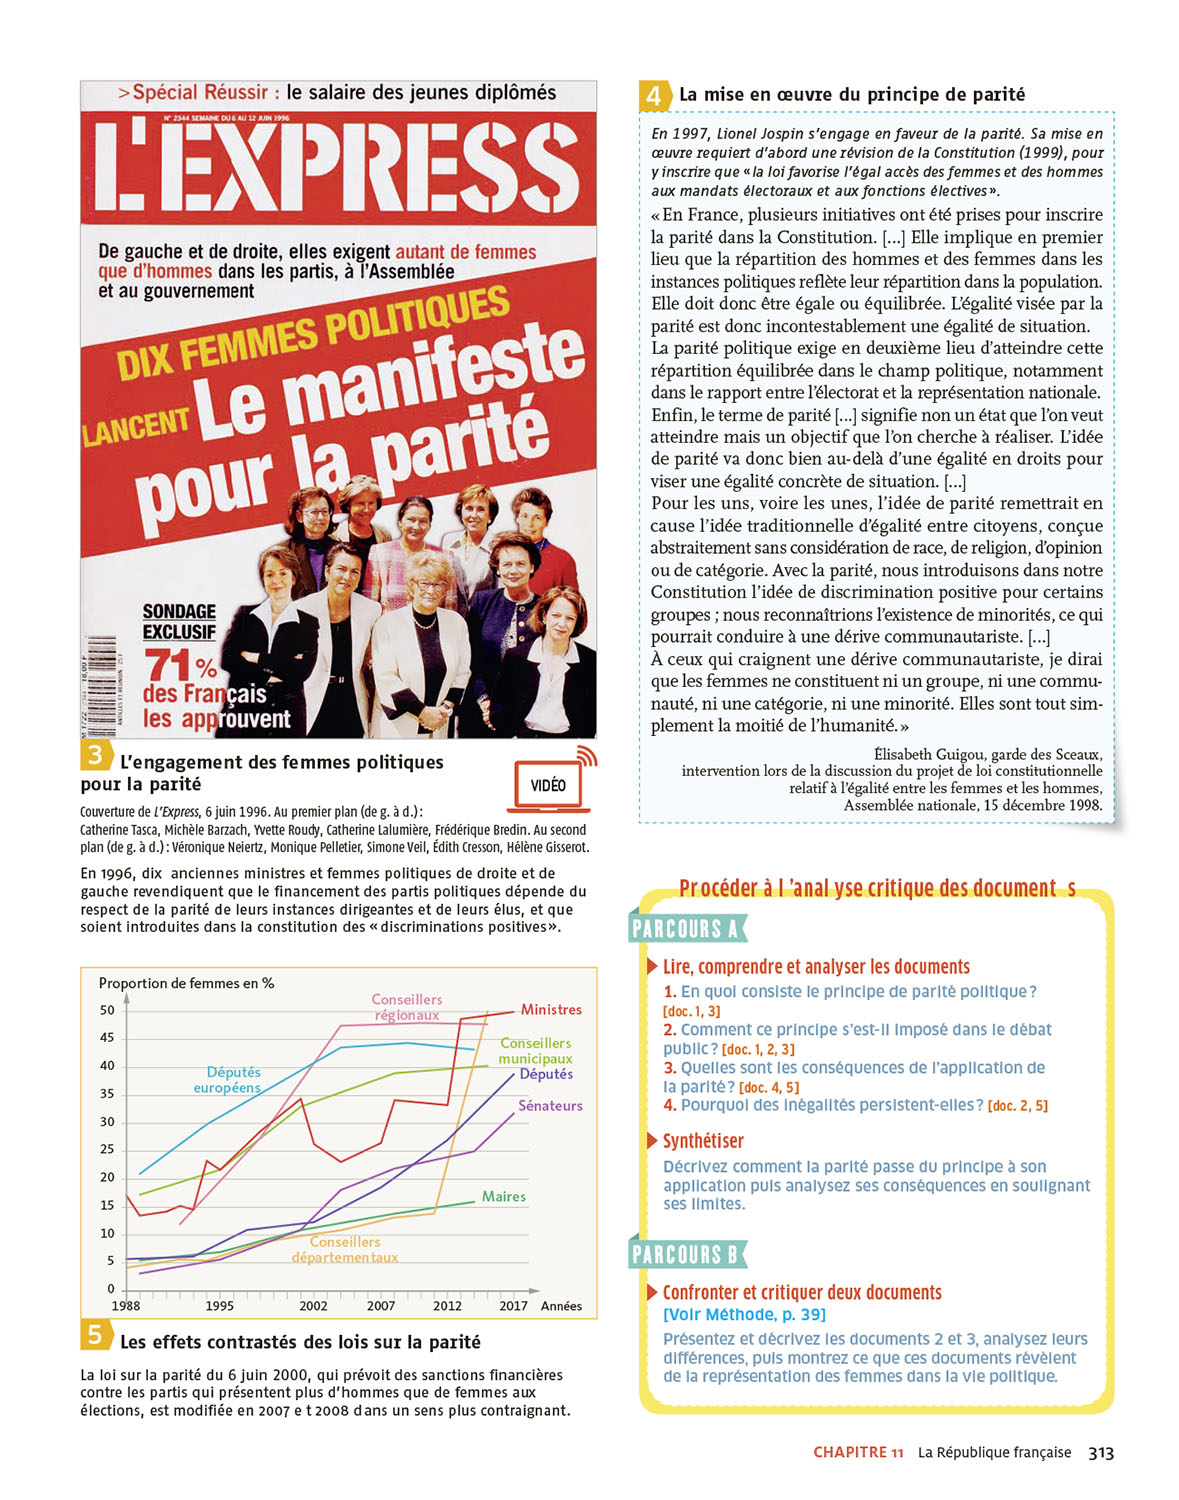 >Spécial Réussir : le salaire des jeunes diplômés
N° 2344 SEMAINE DU 6 AU 12 JUIN 1996
L'EXPRESS
De gauche et de droite, elles exigent autant de femmes
que d'hommes dans les partis, à l'Assemblée
et au gouvernement
DIX FEMMES POLITIQUES
LANCENT Le manifeste
pour la parité
SONDAGE
EXCLUSIF
71%
des Français
les approuvent
3 L'engagement des femmes politiques
pour la parité
VIDÉO
Couverture de L'Express, 6 juin 1996. Au premier plan (de g. à d.) :
Catherine Tasca, Michèle Barzach, Yvette Roudy, Catherine Lalumière, Frédérique Bredin. Au second
plan (de g. à d.) : Véronique Neiertz, Monique Pelletier, Simone Veil, Édith Cresson, Hélène Gisserot.
En 1996, dix anciennes ministres et femmes politiques de droite et de
gauche revendiquent que le financement des partis politiques dépende du
respect de la parité de leurs instances dirigeantes et de leurs élus, et que
soient introduites dans la constitution des « discriminations positives ».
Proportion de femmes en %
50
45
40
35
30
25
20
15
10
5
0
1988
1995
2002
2007
2012
2017
Années
Conseillers
régionaux
Ministres
Conseillers
municipaux
Députés
européens
Députés
Sénateurs
Maires
Conseillers
départementaux
5 Les effets contrastés des lois sur la parité
La loi sur la parité du 6 juin 2000, qui prévoit des sanctions financières
contre les partis qui présentent plus d'hommes que de femmes aux
élections, est modifiée en 2007 e t 2008 dans un sens plus contraignant.
4 La mise en œuvre du principe de parité
En 1997, Lionel Jospin s'engage en faveur de la parité. Sa mise en
œuvre requiert d'abord une révision de la Constitution (1999), pour
y inscrire que « la loi favorise l'égal accès des femmes et des hommes
aux mandats électoraux et aux fonctions électives ».
« En France, plusieurs initiatives ont été prises pour inscrire
la parité dans la Constitution. [...] Elle implique en premier
lieu que la répartition des hommes et des femmes dans les
instances politiques reflète leur répartition dans la population.
Elle doit donc être égale ou équilibrée. L'égalité visée par la
parité est donc incontestablement une égalité de situation.
La parité politique exige en deuxième lieu d'atteindre cette
répartition équilibrée dans le champ politique, notamment
dans le rapport entre l'électorat et la représentation nationale.
Enfin, le terme de parité [...] signifie non un état que l'on veut
atteindre mais un objectif que l'on cherche à réaliser. L'idée
de parité va donc bien au-delà d'une égalité en droits pour
viser une égalité concrète de situation. [...]
Pour les uns, voire les unes, l'idée de parité remettrait en
cause l'idée traditionnelle d'égalité entre citoyens, conçue
abstraitement sans considération de race, de religion, d'opinion
ou de catégorie. Avec la parité, nous introduisons dans notre
Constitution l'idée de discrimination positive pour certains
groupes ; nous reconnaîtrions l'existence de minorités, ce qui
pourrait conduire à une dérive communautariste. [...]
À ceux qui craignent une dérive communautariste, je dirai
que les femmes ne constituent ni un groupe, ni une commu-
nauté, ni une catégorie, ni une minorité. Elles sont tout sim-
plement la moitié de l'humanité. »
Élisabeth Guigou, garde des Sceaux,
intervention lors de la discussion du projet de loi constitutionnelle
relatif à l'égalité entre les femmes et les hommes,
Assemblée nationale, 15 décembre 1998.
Procéder à l'analyse critique des documents
PARCOURS A
Lire, comprendre et analyser les documents
1. En quoi consiste le principe de parité politique ?
[doc. 1, 3]
2. Comment ce principe s'est-il imposé dans le débat
public ? [doc. 1, 2, 3]
3. Quelles sont les conséquences de l'application de
la parité ? [doc. 4, 5]
4. Pourquoi des inégalités persistent-elles ? [doc. 2, 5]
Synthétiser
Décrivez comment la parité passe du principe à son
application puis analysez ses conséquences en soulignant
ses limites.
PARCOURS B
Confronter et critiquer deux documents
[Voir Méthode, p. 39]
Présentez et décrivez les documents 2 et 3, analysez leurs
différences, puis montrez ce que ces documents révèlent
de la représentation des femmes dans la vie politique.
CHAPITRE 11 La République française 313